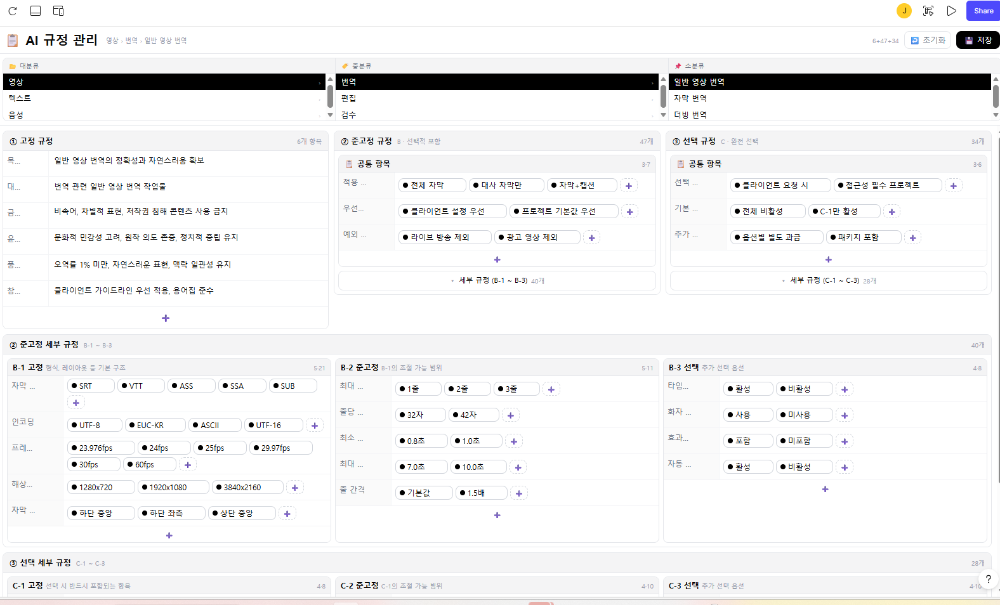 J
Share
AI 규정 관리
영상 › 번역 › 일반 영상 번역
6+47+34
초기화
저장
대분류
중분류
소분류
영상 ›
번역 ›
일반 영상 번역
텍스트 ›
편집 ›
자막 번역
음성 ›
검수 ›
더빙 번역
① 고정 규정
6개 항목
목... 일반 영상 번역의 정확성과 자연스러움 확보
대... 번역 관련 일반 영상 번역 작업물
금... 비속어, 차별적 표현, 저작권 침해 콘텐츠 사용 금지
윤... 문화적 민감성 고려, 원작 의도 존중, 정치적 중립 유지
품... 오역률 1% 미만, 자연스러운 표현, 맥락 일관성 유지
참... 클라이언트 가이드라인 우선 적용, 용어집 준수
+
② 준고정 규정 B · 선택적 포함
47개
공통 항목
3·7
적용 ... ● 전체 자막 ● 대사 자막만 ● 자막+캡션 +
우선... ● 클라이언트 설정 우선 ● 프로젝트 기본값 우선 +
예외 ... ● 라이브 방송 제외 ● 광고 영상 제외 +
+
▾ 세부 규정 (B-1 ~ B-3) 40개
③ 선택 규정 C · 완전 선택
34개
공통 항목
3·6
선택 ... ● 클라이언트 요청 시 ● 접근성 필수 프로젝트 +
기본 ... ● 전체 비활성 ● C-1만 활성 +
추가 ... ● 옵션별 별도 과금 ● 패키지 포함 +
+
▾ 세부 규정 (C-1 ~ C-3) 28개
② 준고정 세부 규정 B-1 ~ B-3
40개
B-1 고정 형식, 레이아웃 등 기본 구조
5·21
자막 ... ● SRT ● VTT ● ASS ● SSA ● SUB
+
인코딩 ● UTF-8 ● EUC-KR ● ASCII ● UTF-16 +
프레... ● 23.976fps ● 24fps ● 25fps ● 29.97fps
● 30fps ● 60fps +
해상... ● 1280x720 ● 1920x1080 ● 3840x2160 +
자막 ... ● 하단 중앙 ● 하단 좌측 ● 상단 중앙 +
+
B-2 준고정 B-1의 조절 가능 범위
5·11
최대 ... ● 1줄 ● 2줄 ● 3줄 +
줄당 ... ● 32자 ● 42자 +
최소 ... ● 0.8초 ● 1.0초 +
최대 ... ● 7.0초 ● 10.0초 +
줄 간격 ● 기본값 ● 1.5배 +
+
B-3 선택 추가 선택 옵션
4·8
타임... ● 활성 ● 비활성 +
화자 ... ● 사용 ● 미사용 +
효과... ● 포함 ● 미포함 +
자동 ... ● 활성 ● 비활성 +
+
③ 선택 세부 규정 C-1 ~ C-3
28개
C-1 고정 선택 시 반드시 포함되는 항목
4·8
C-2 준고정 C-1의 조절 가능 범위
4·10
C-3 선택 추가 선택 옵션
4·10
?